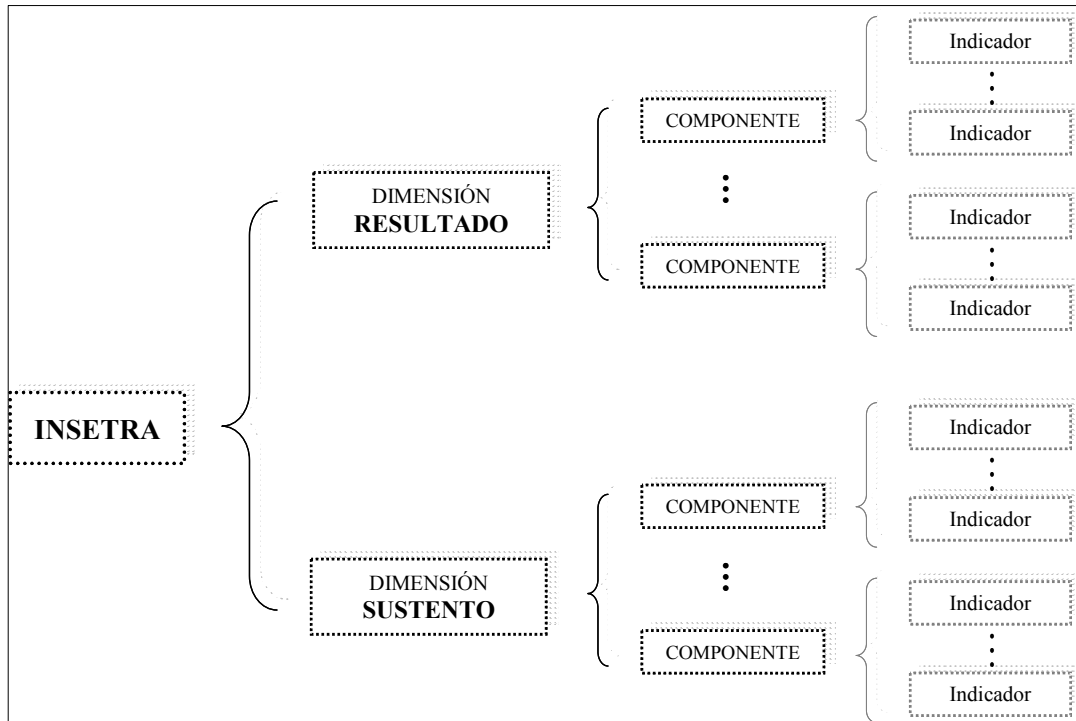 INSETRA
DIMENSIÓN
RESULTADO
COMPONENTE
Indicador
Indicador
COMPONENTE
Indicador
Indicador
DIMENSIÓN
SUSTENTO
COMPONENTE
Indicador
Indicador
COMPONENTE
Indicador
Indicador